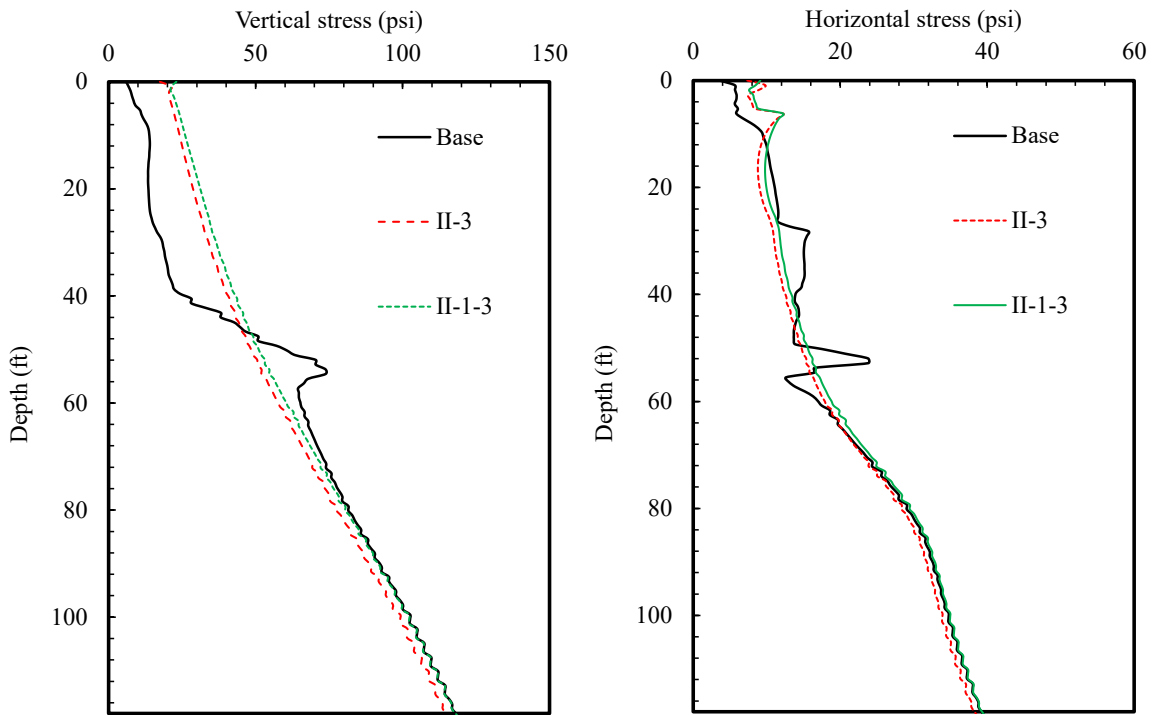 Vertical stress (psi)
0 50 100 150
0
20
40
60
80
100
Depth (ft)
Base
II-3
II-1-3
Horizontal stress (psi)
0 20 40 60
0
20
40
60
80
100
Depth (ft)
Base
II-3
II-1-3